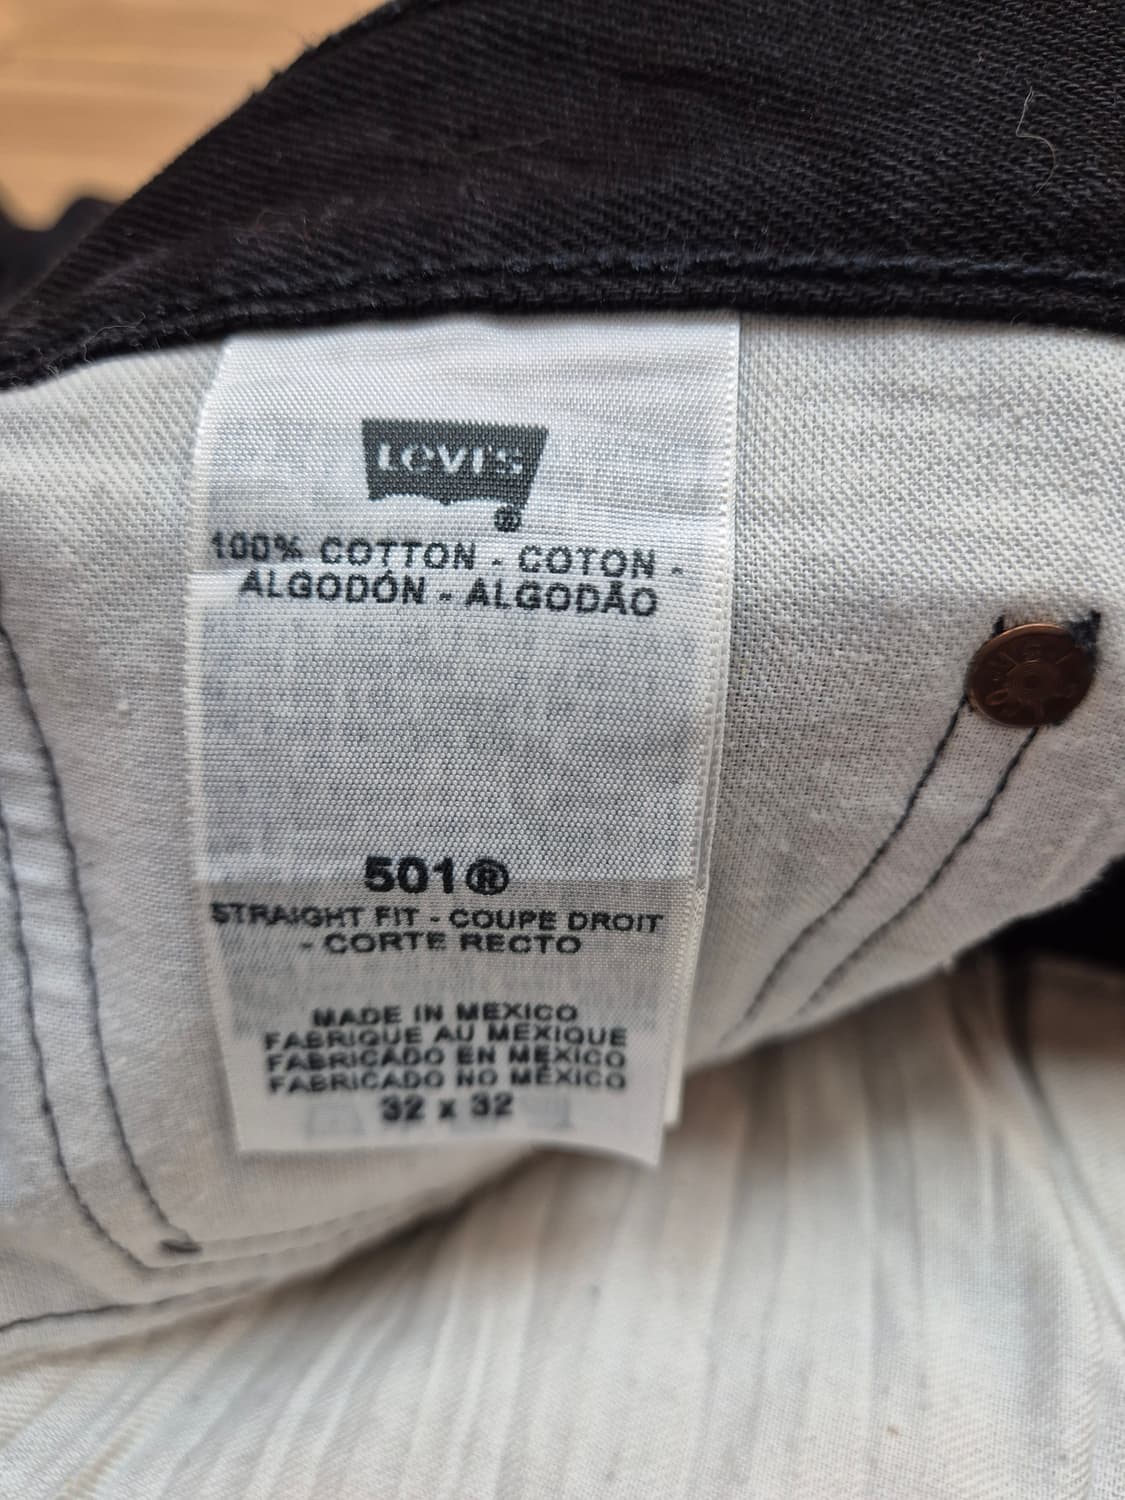 Levi's
®
100% COTTON - COTON -
ALGODÓN - ALGODÃO
501®
STRAIGHT FIT - COUPE DROIT
- CORTE RECTO
MADE IN MEXICO
FABRIQUE AU MEXIQUE
FABRICADO EN MÉXICO
FABRICADO NO MÉXICO
32 x 32